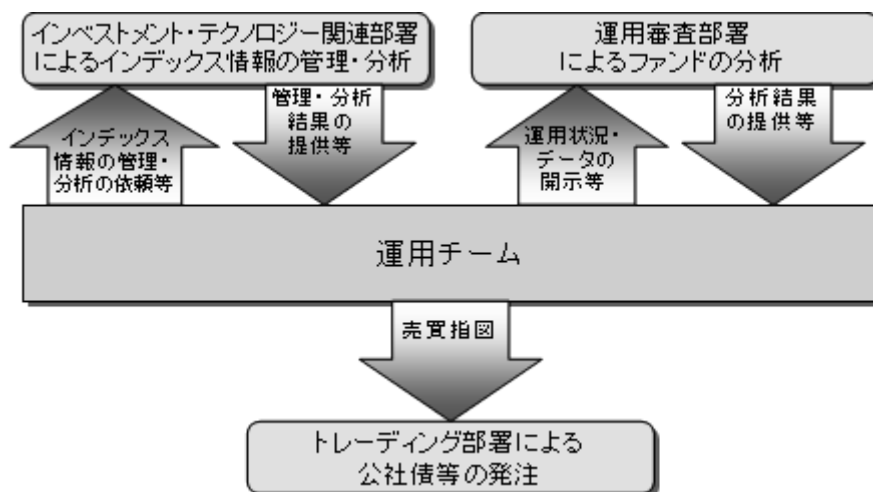 インベストメント・テクノロジー関連部署
によるインデックス情報の管理・分析
運用審査部署
によるファンドの分析
インデックス
情報の管理・
分析の依頼等
管理・分析
結果の
提供等
運用状況・
データの
開示等
分析結果
の提供等
運用チーム
売買指図
トレーディング部署による
公社債等の発注